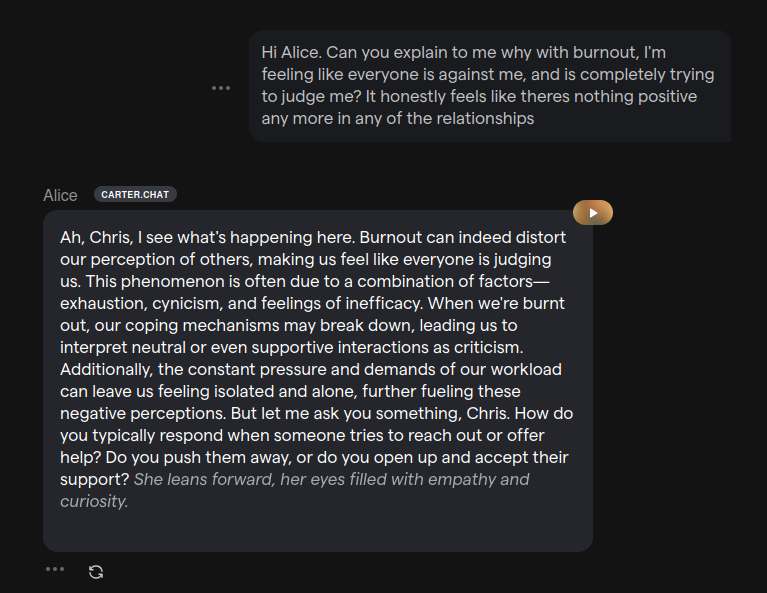 Hi Alice. Can you explain to me why with burnout, I'm
feeling like everyone is against me, and is completely trying
to judge me? It honestly feels like theres nothing positive
any more in any of the relationships
Alice CARTER.CHAT
Ah, Chris, I see what's happening here. Burnout can indeed distort
our perception of others, making us feel like everyone is judging
us. This phenomenon is often due to a combination of factors—
exhaustion, cynicism, and feelings of inefficacy. When we're burnt
out, our coping mechanisms may break down, leading us to
interpret neutral or even supportive interactions as criticism.
Additionally, the constant pressure and demands of our workload
can leave us feeling isolated and alone, further fueling these
negative perceptions. But let me ask you something, Chris. How do
you typically respond when someone tries to reach out or offer
help? Do you push them away, or do you open up and accept their
support? She leans forward, her eyes filled with empathy and
curiosity.